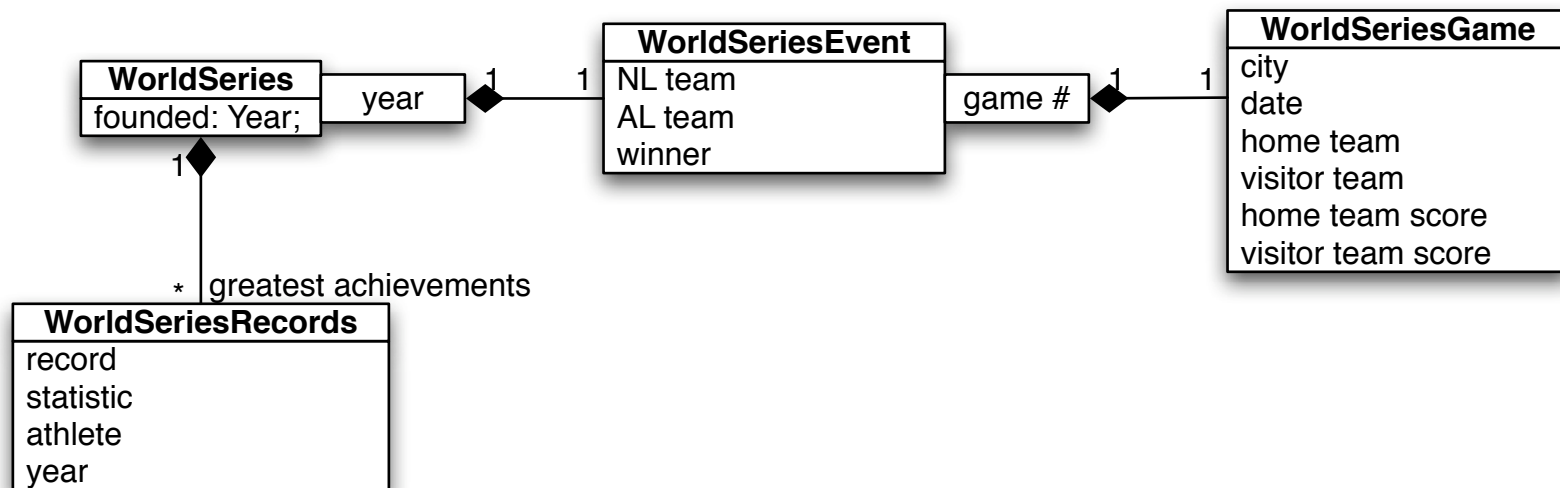 WorldSeries
founded: Year;
year
1
1
WorldSeriesEvent
NL team
AL team
winner
game #
1
1
WorldSeriesGame
city
date
home team
visitor team
home team score
visitor team score
1
* greatest achievements
WorldSeriesRecords
record
statistic
athlete
year